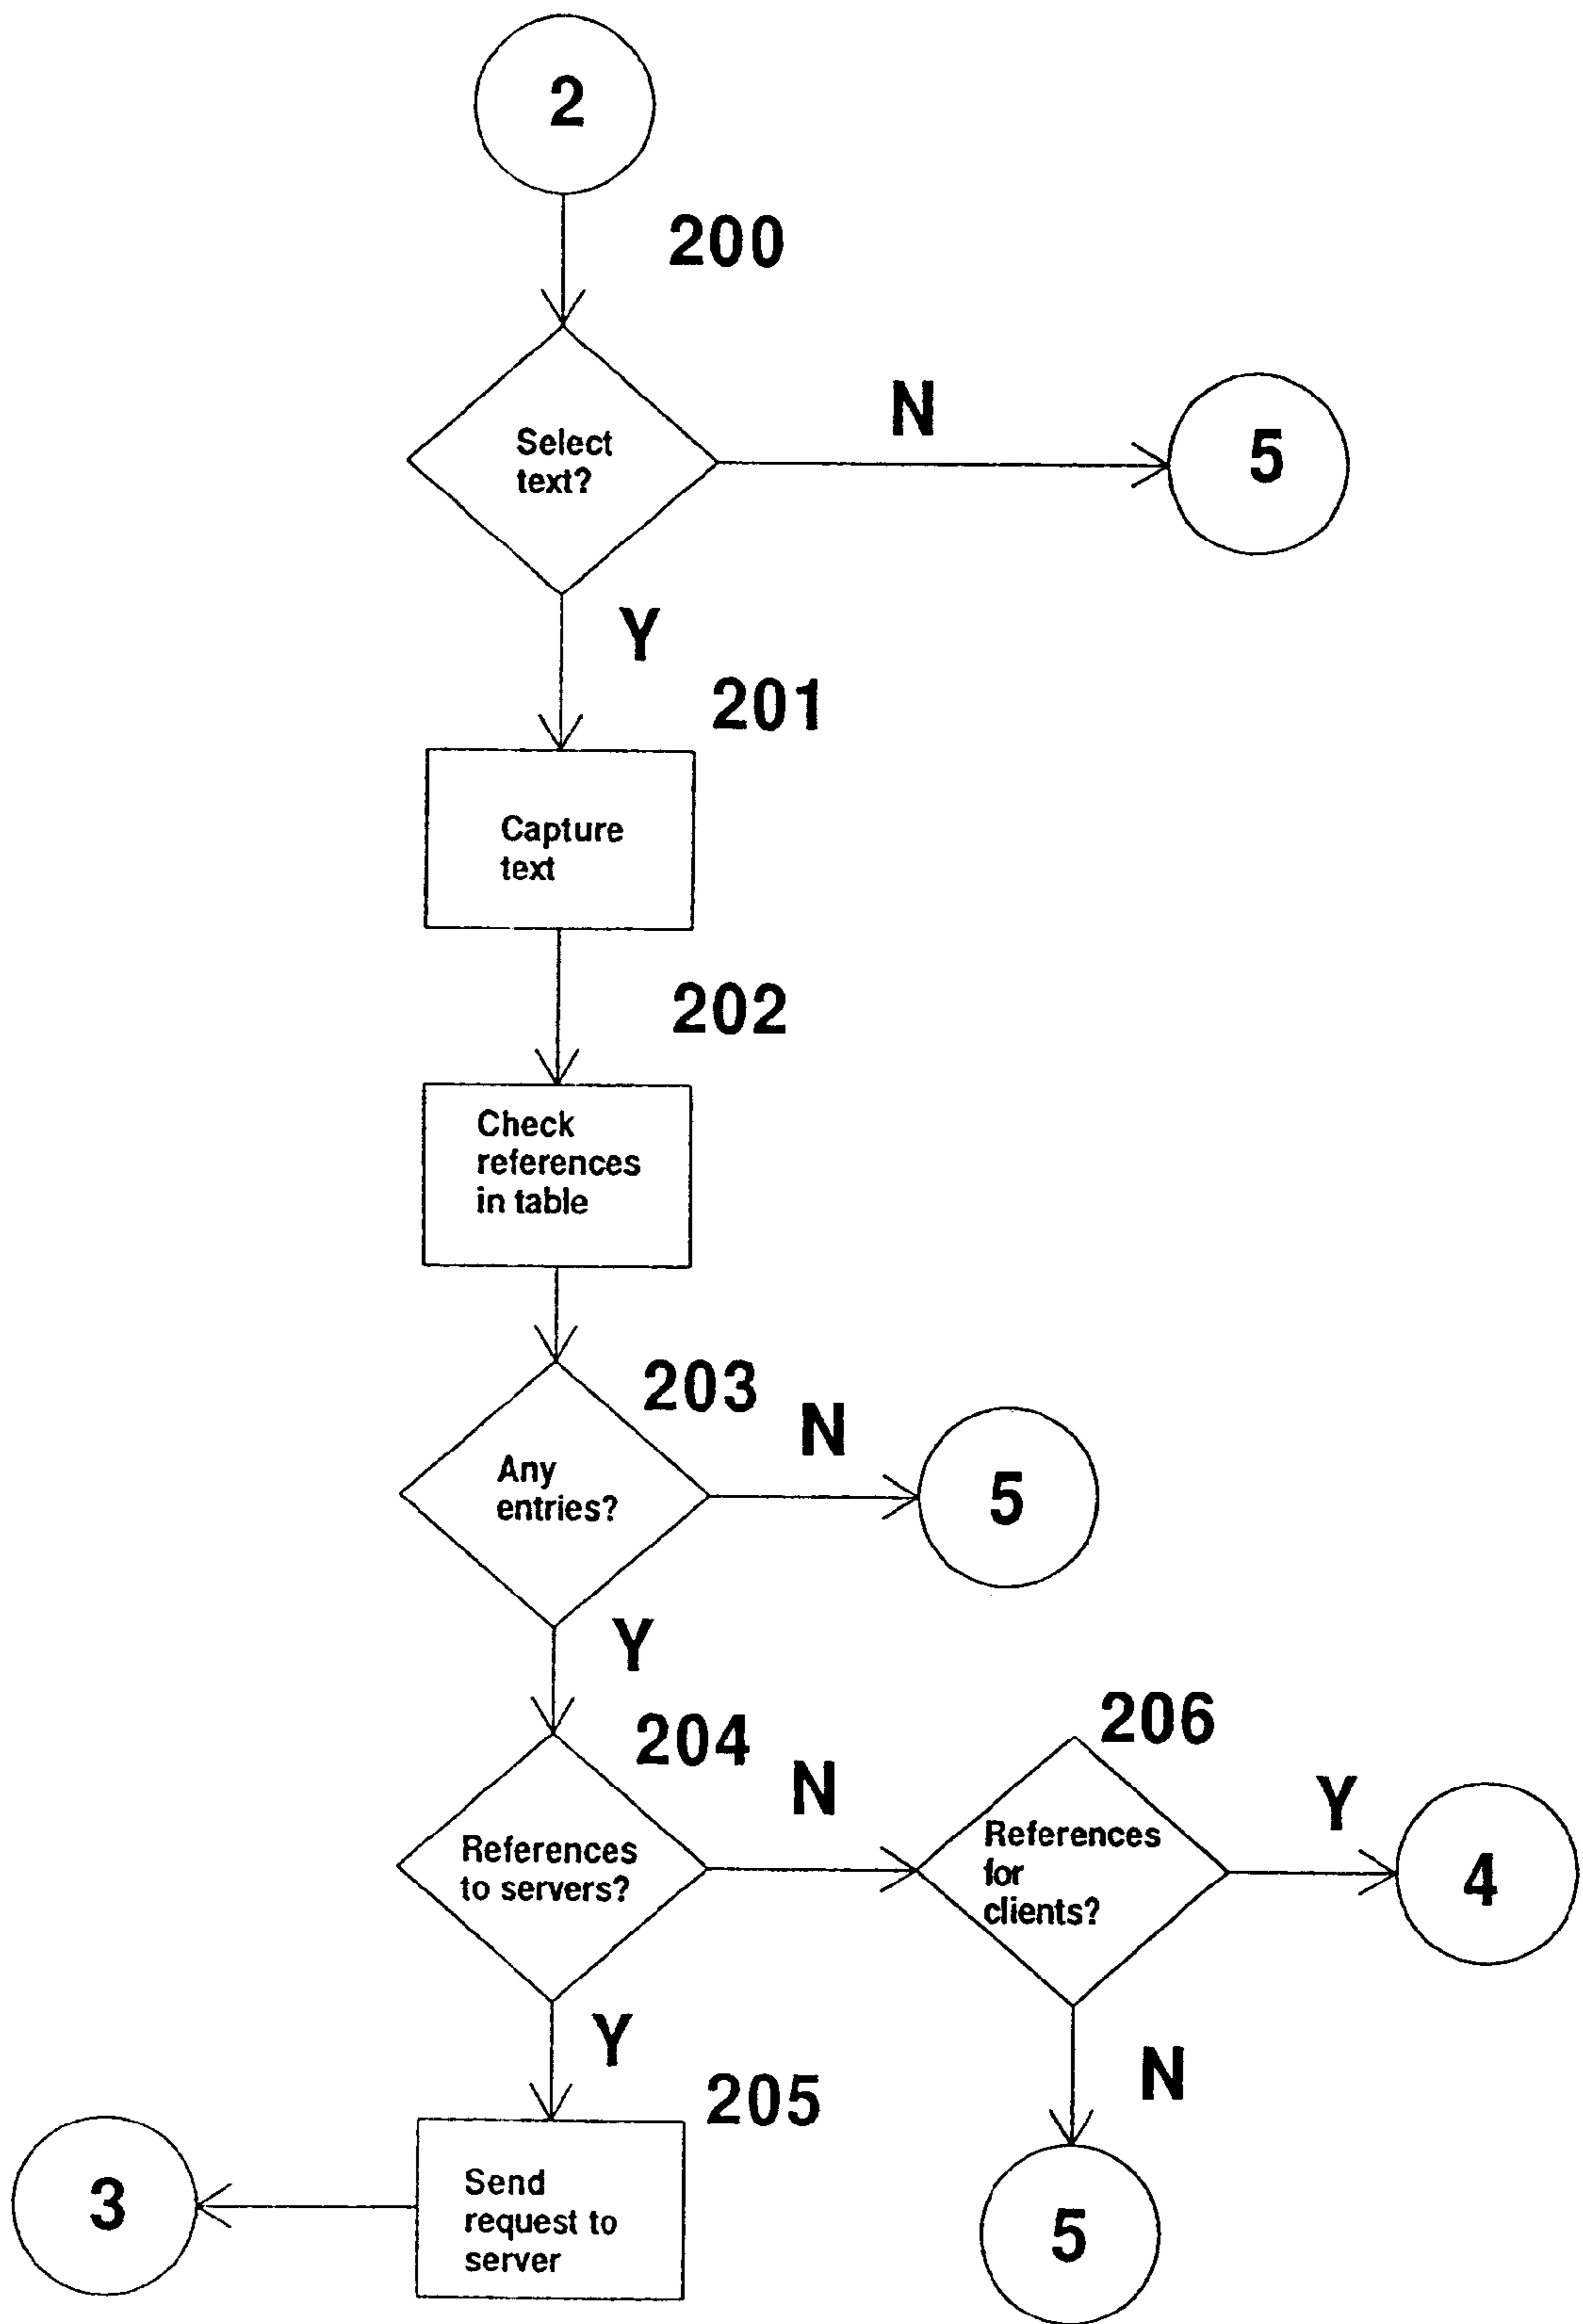 2
200
Select
text?
N
5
Y
201
Capture
text
202
Check
references
in table
203
Any
entries?
N
5
Y
204
References
to servers?
N
206
References
for
clients?
Y
4
Y
N
205
Send
request to
server
3
5